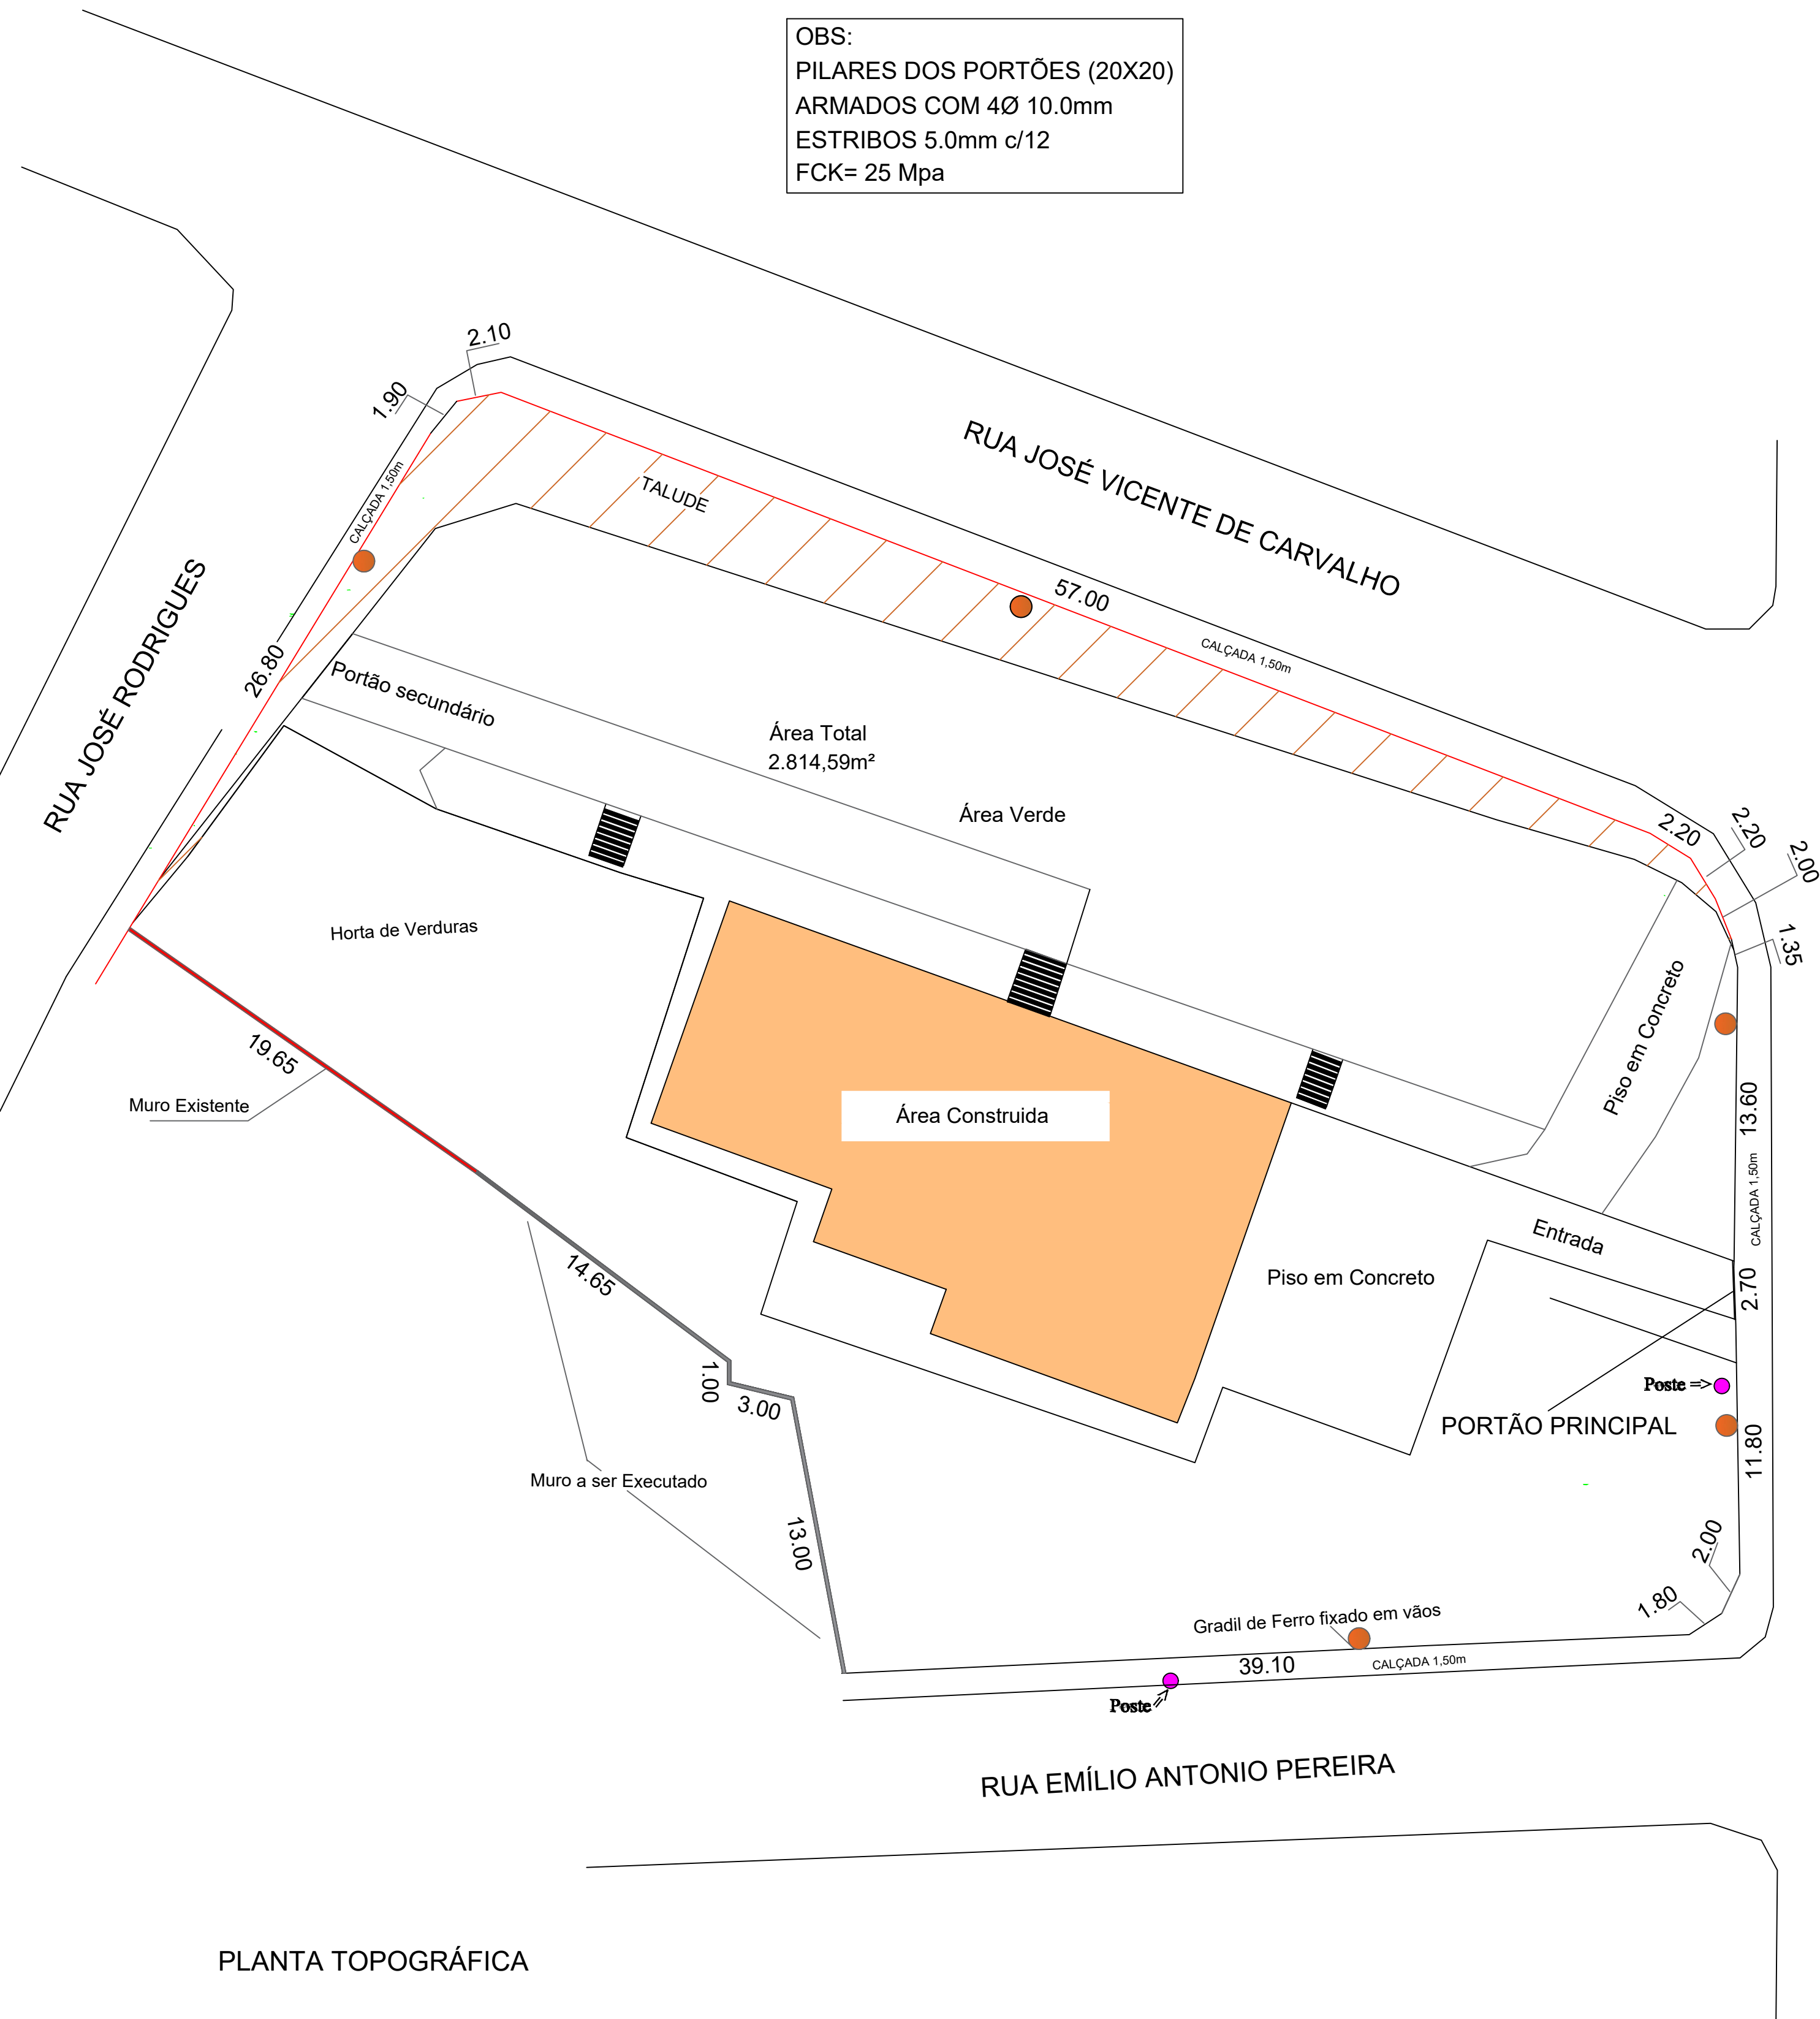 OBS:
PILARES DOS PORTÕES (20X20)
ARMADOS COM 4Ø 10.0mm
ESTRIBOS 5.0mm c/12
FCK= 25 Mpa
2.10
1.90
CALÇADA 1,50m
TALUDE
RUA JOSÉ VICENTE DE CARVALHO
57.00
CALÇADA 1,50m
RUA JOSÉ RODRIGUES
26.80
Portão secundário
Área Total
2.814,59m²
Área Verde
2.20
2.20
2.00
1.35
Horta de Verduras
Piso em Concreto
19.65
Muro Existente
Área Construida
13.60
CALÇADA 1,50m
Entrada
14.65
Piso em Concreto
2.70
1.00
3.00
Poste =>
PORTÃO PRINCIPAL
11.80
Muro a ser Executado
13.00
2.00
1.80
Gradil de Ferro fixado em vãos
39.10
CALÇADA 1,50m
Poste =>
RUA EMÍLIO ANTONIO PEREIRA
PLANTA TOPOGRÁFICA